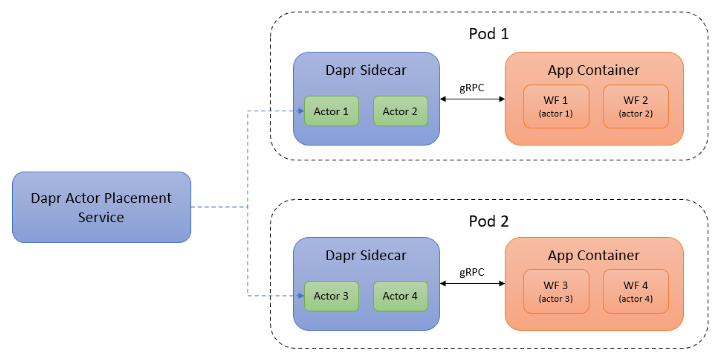 Pod 1
Dapr Sidecar
Actor 1
Actor 2
gRPC
App Container
WF 1
(actor 1)
WF 2
(actor 2)
Dapr Actor Placement
Service
Pod 2
Dapr Sidecar
Actor 3
Actor 4
gRPC
App Container
WF 3
(actor 3)
WF 4
(actor 4)